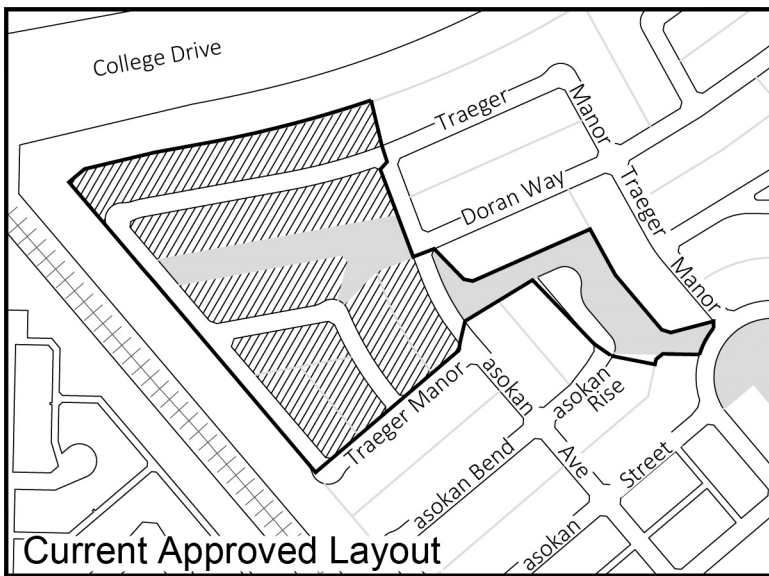 College Drive
Traeger
Manor
Doran Way
Traeger
Manor
Traeger Manor
asokan
asokan
Rise
asokan Bend
Ave
Street
asokan
Current Approved Layout